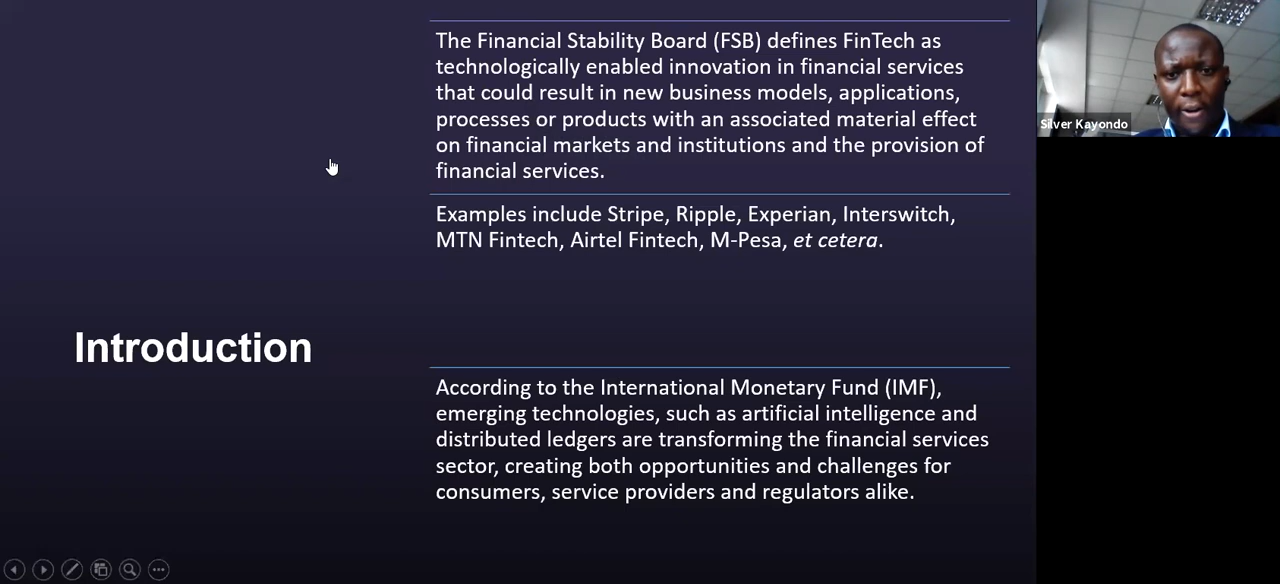 The Financial Stability Board (FSB) defines FinTech as
technologically enabled innovation in financial services
that could result in new business models, applications,
processes or products with an associated material effect
on financial markets and institutions and the provision of
financial services.
Examples include Stripe, Ripple, Experian, Interswitch,
MTN Fintech, Airtel Fintech, M-Pesa, et cetera.
Introduction
According to the International Monetary Fund (IMF),
emerging technologies, such as artificial intelligence and
distributed ledgers are transforming the financial services
sector, creating both opportunities and challenges for
consumers, service providers and regulators alike.
Silver Kayondo